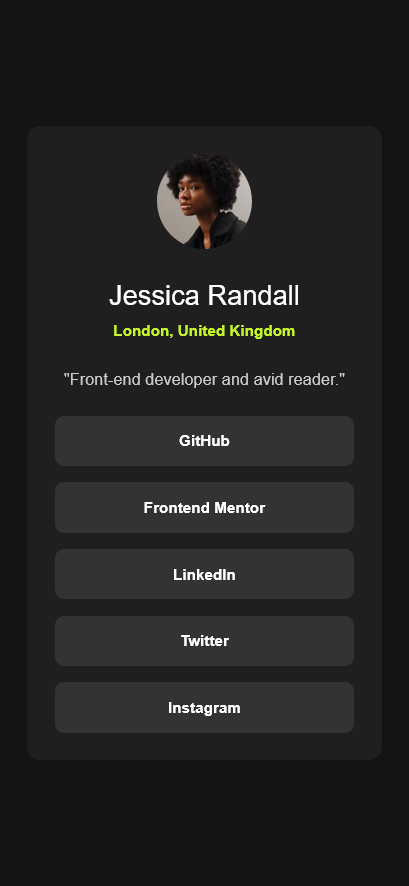 Jessica Randall
London, United Kingdom
"Front-end developer and avid reader."
GitHub
Frontend Mentor
LinkedIn
Twitter
Instagram